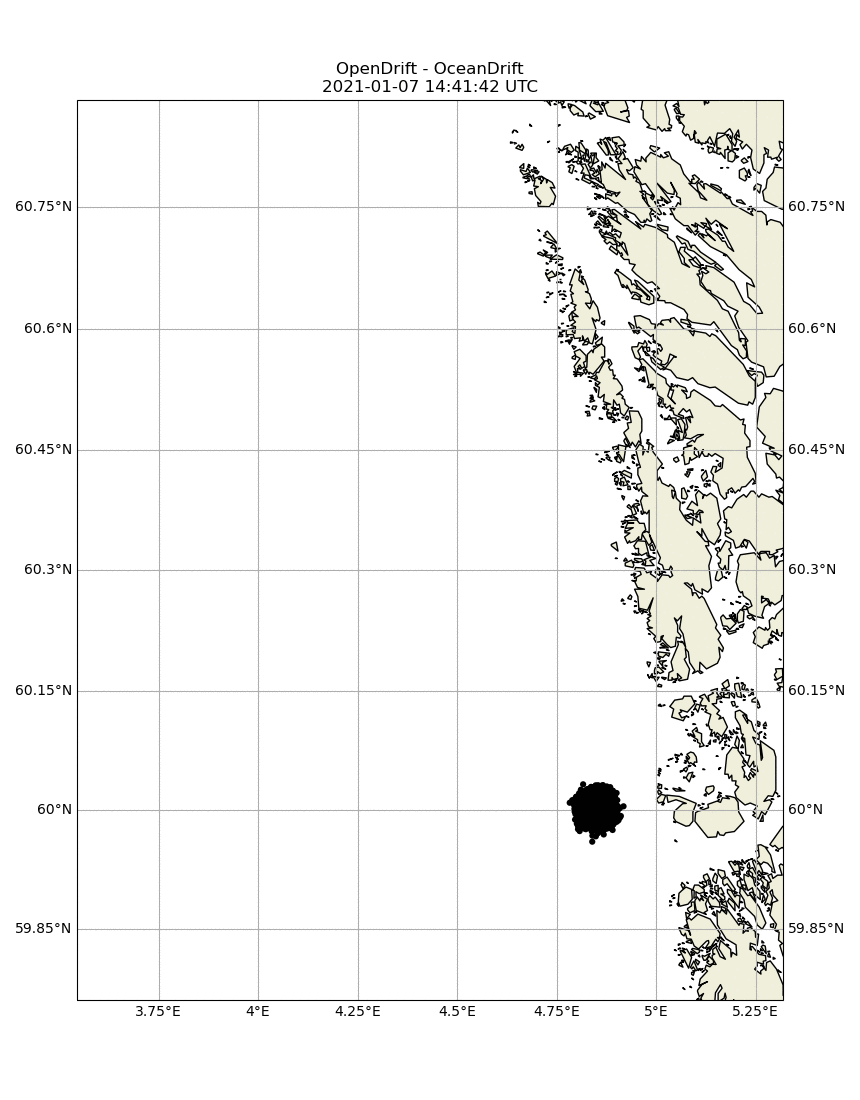 OpenDrift - OceanDrift
2021-01-07 14:41:42 UTC
60.75°N 60.75°N
60.6°N 60.6°N
60.45°N 60.45°N
60.3°N 60.3°N
60.15°N 60.15°N
60°N 60°N
59.85°N 59.85°N
3.75°E 4°E 4.25°E 4.5°E 4.75°E 5°E 5.25°E